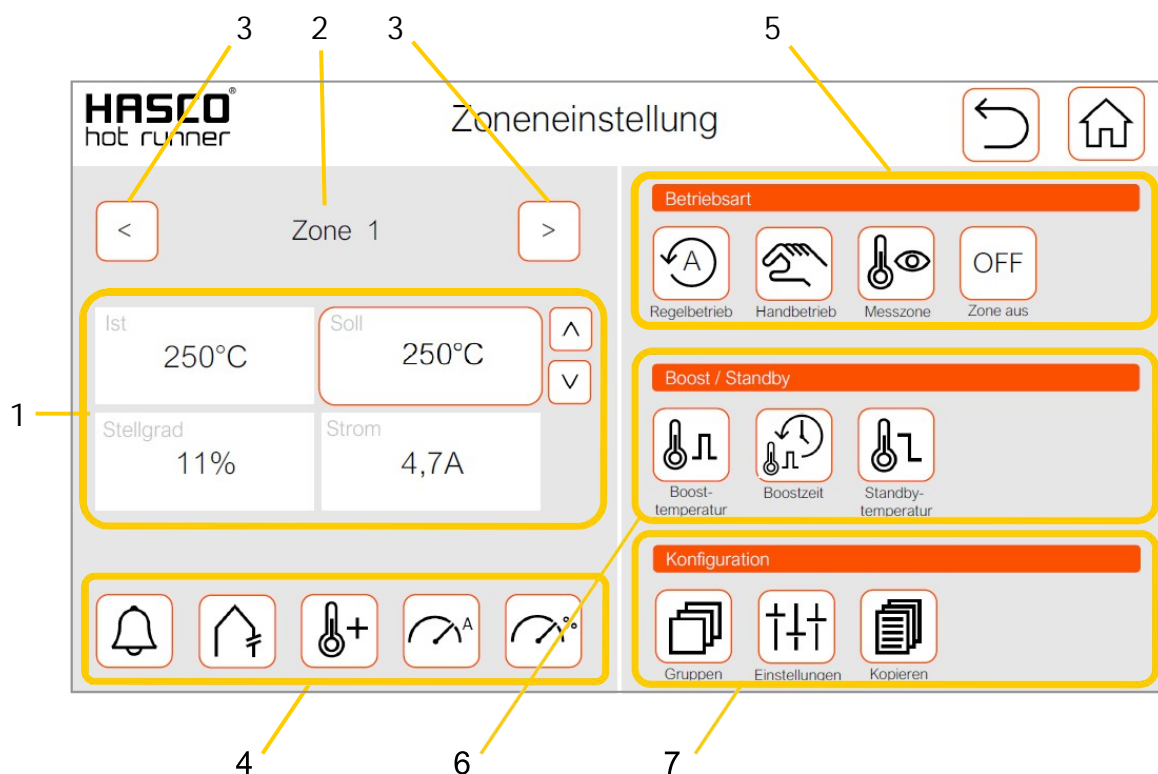 3 2 3 5
HASCO®
hot runner
Zoneneinstellung
<
Zone 1
>
Betriebsart
A
OFF
Regelbetrieb Handbetrieb Messzone Zone aus
Ist
250°C
Soll
250°C
1
Stellgrad
11%
Strom
4,7A
Boost / Standby
Boost-
temperatur
Boostzeit
Standby-
temperatur
Konfiguration
A
Gruppen Einstellungen Kopieren
4 6 7